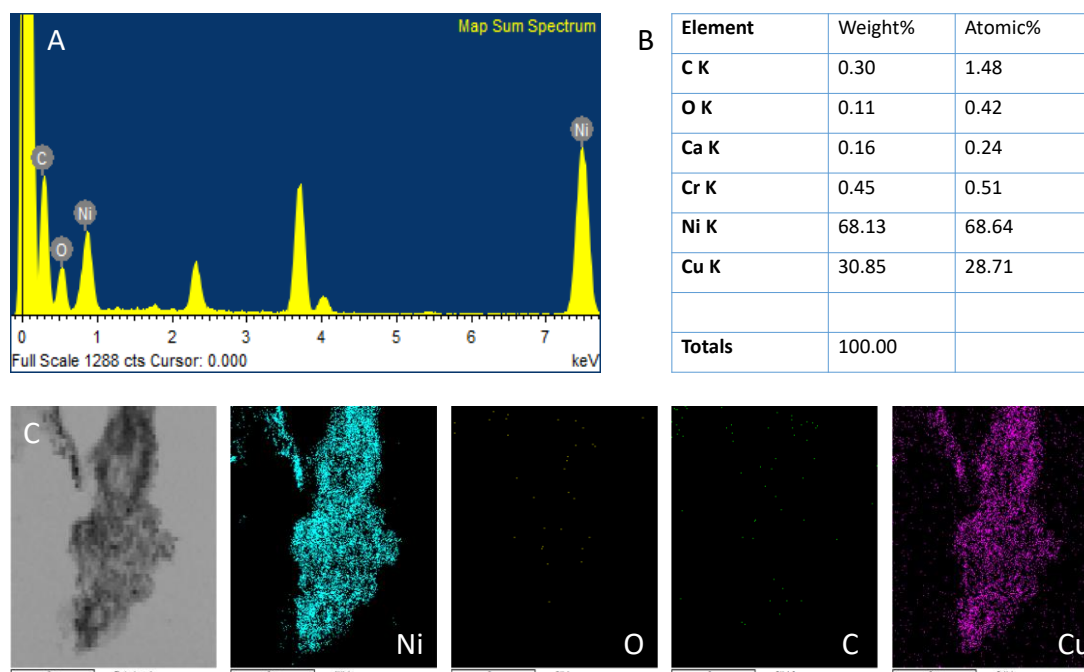 A
Map Sum Spectrum
C
O
Ni
Ni
0 1 2 3 4 5 6 7
Full Scale 1288 cts Cursor: 0.000 keV
B
Element Weight% Atomic%
C K 0.30 1.48
O K 0.11 0.42
Ca K 0.16 0.24
Cr K 0.45 0.51
Ni K 68.13 68.64
Cu K 30.85 28.71
Totals 100.00
C
Ni O C Cu